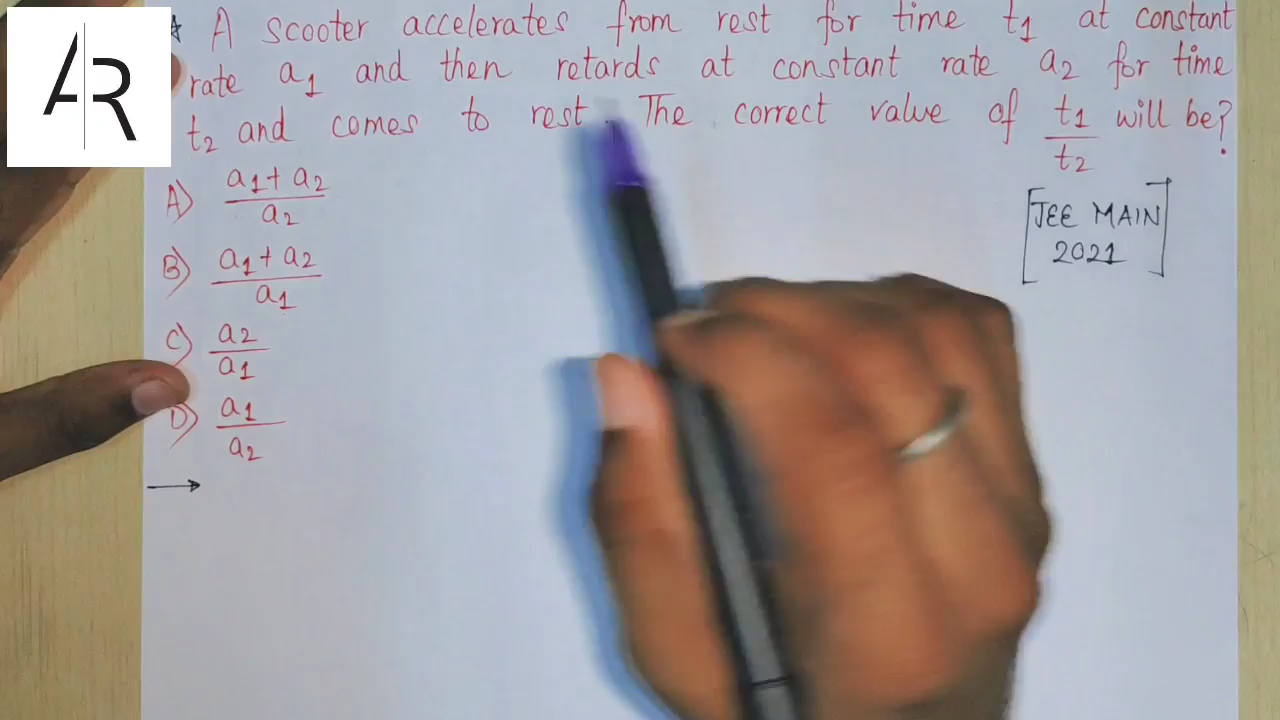 AR
A scooter accelerates from rest for time t1 at constant
rate a1 and then retards at constant rate a2 for time
t2 and comes to rest. The correct value of t1/t2 will be?
A) a1 + a2 / a2
B) a1 + a2 / a1
C) a2 / a1
D) a1 / a2
[JEE MAIN
2021]
→